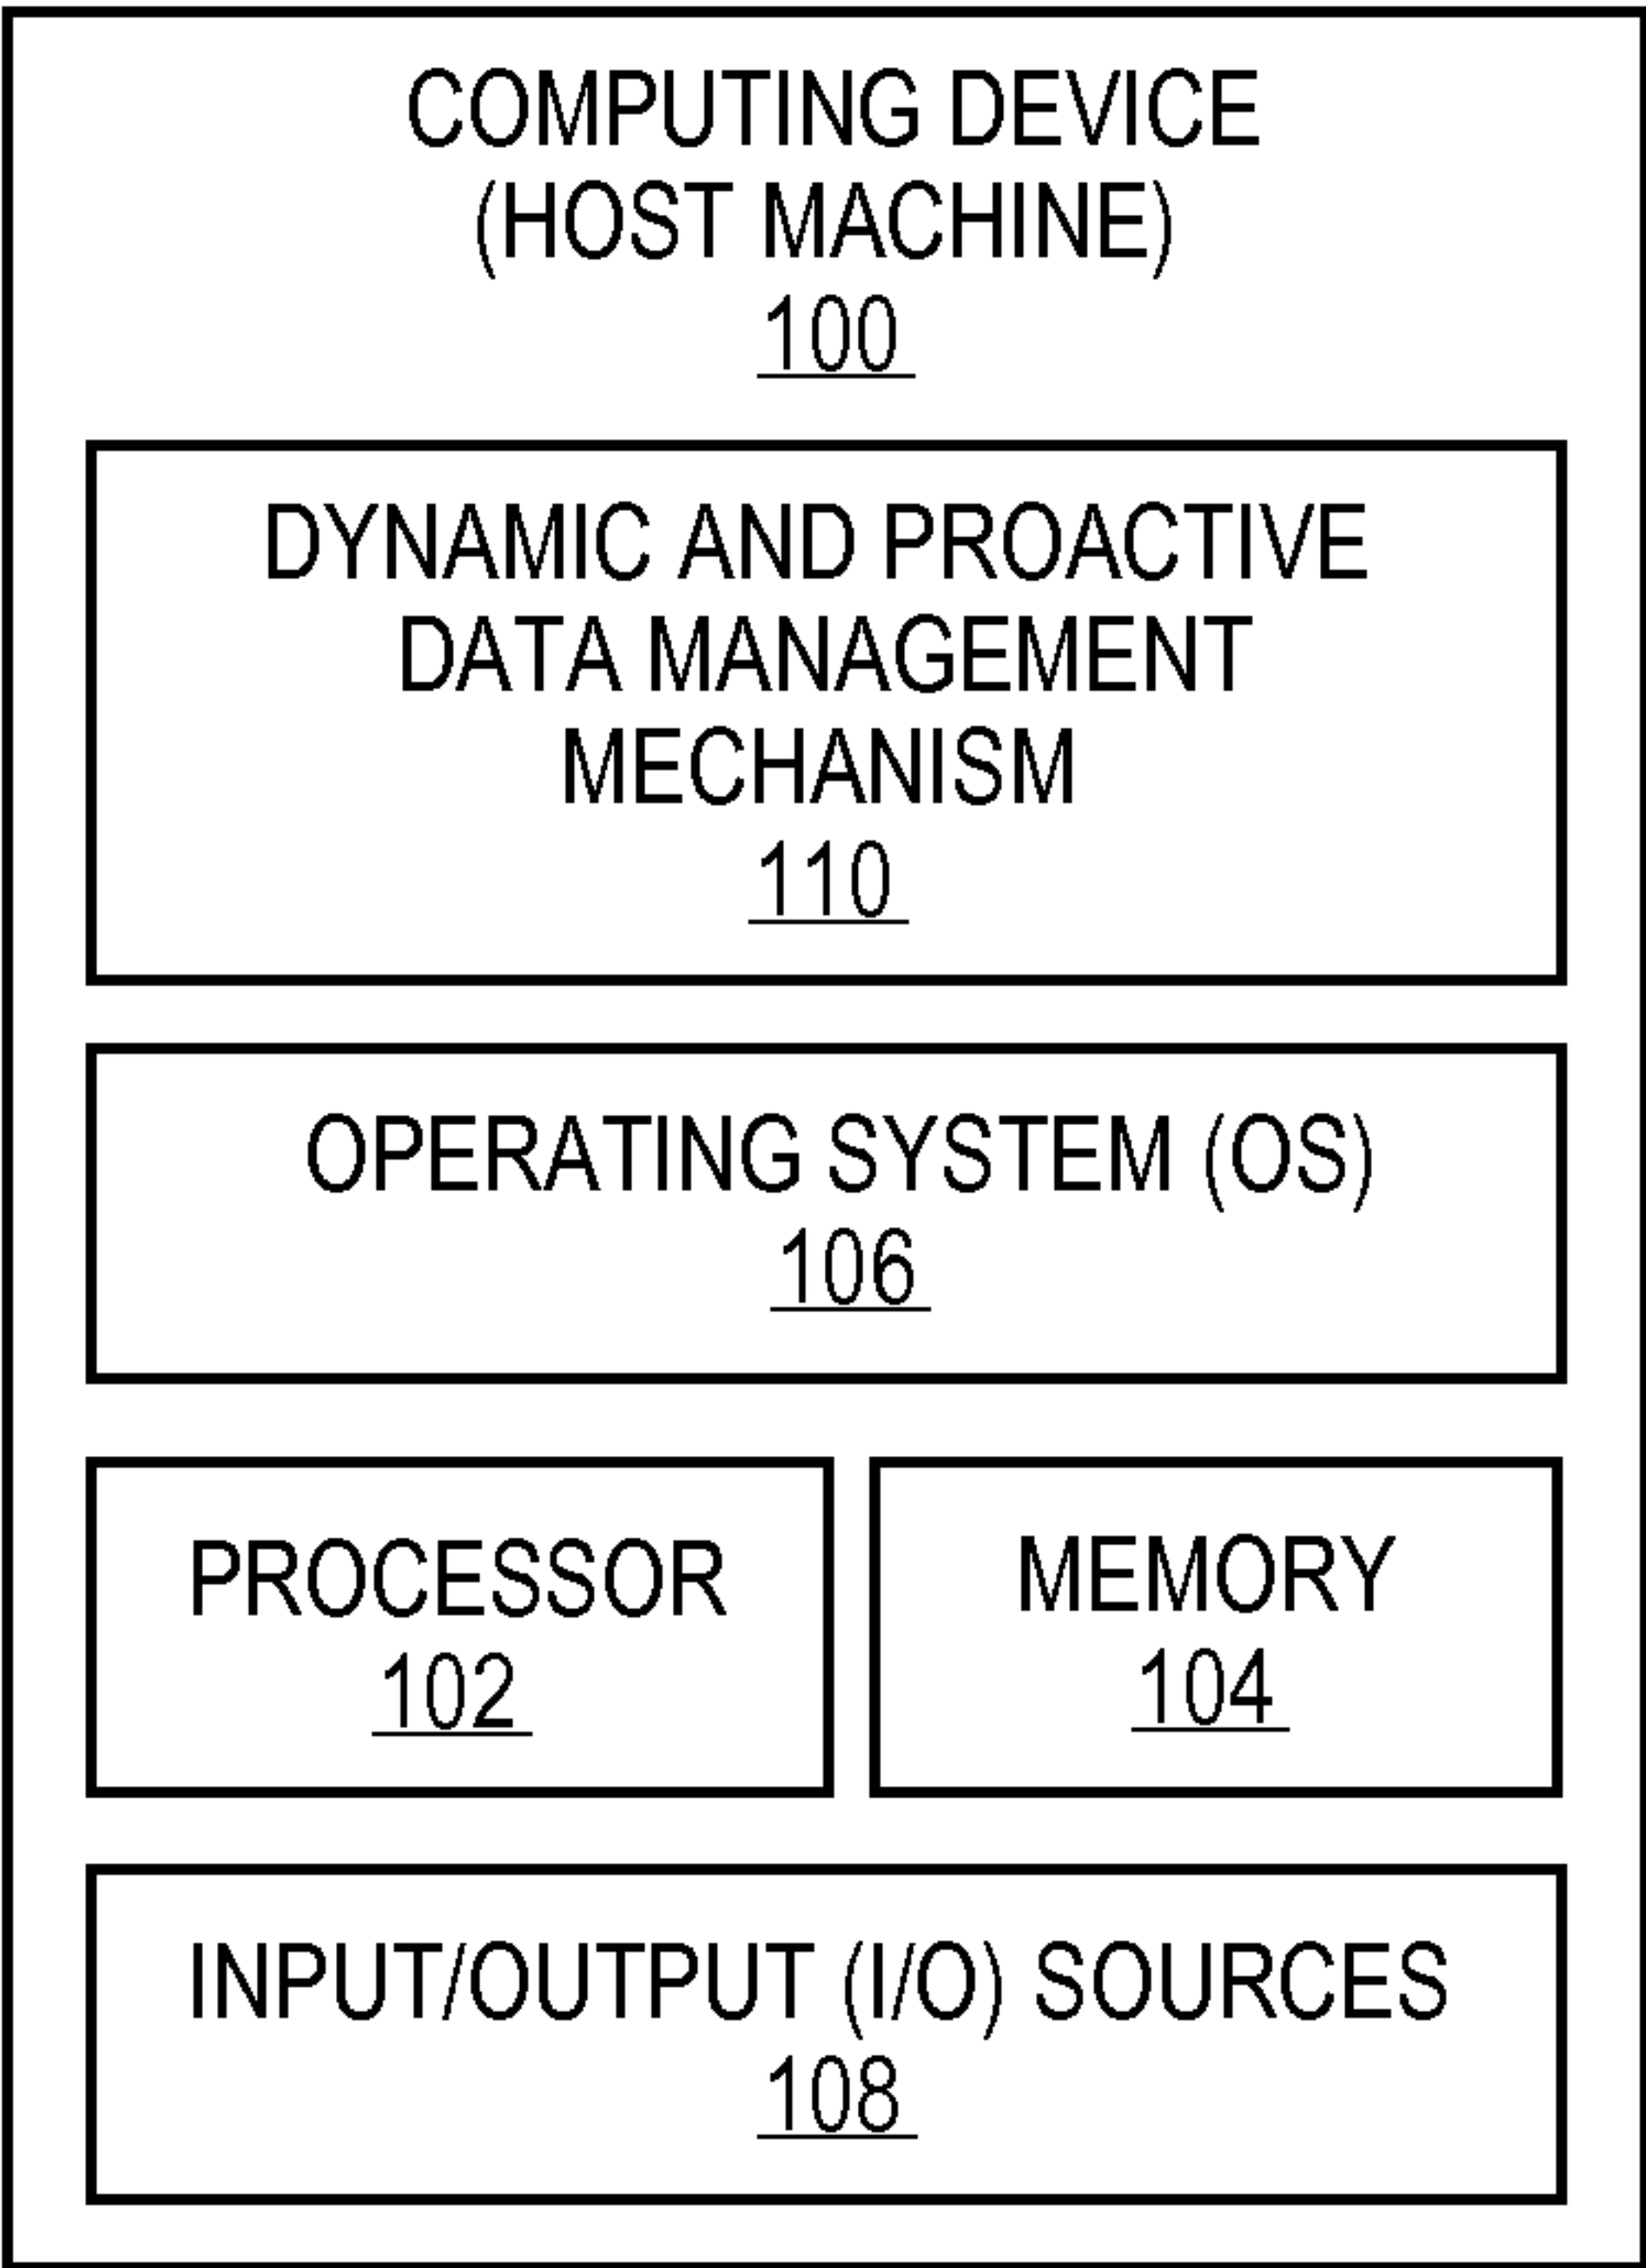 COMPUTING DEVICE
(HOST MACHINE)
100
DYNAMIC AND PROACTIVE
DATA MANAGEMENT
MECHANISM
110
OPERATING SYSTEM (OS)
106
PROCESSOR
102
MEMORY
104
INPUT/OUTPUT (I/O) SOURCES
108